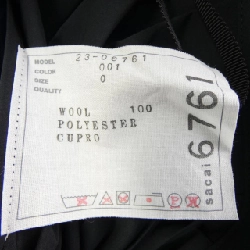 MODEL 23-06761
COLOR 001
SIZE 0
QUALITY
WOOL 100
POLYESTER
CUPRO
sacai 6761